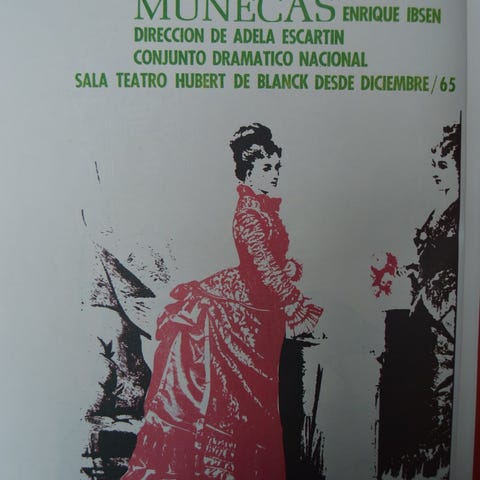 MUÑECAS ENRIQUE IBSEN
DIRECCION DE ADELA ESCARTIN
CONJUNTO DRAMATICO NACIONAL
SALA TEATRO HUBERT DE BLANCK DESDE DICIEMBRE/65